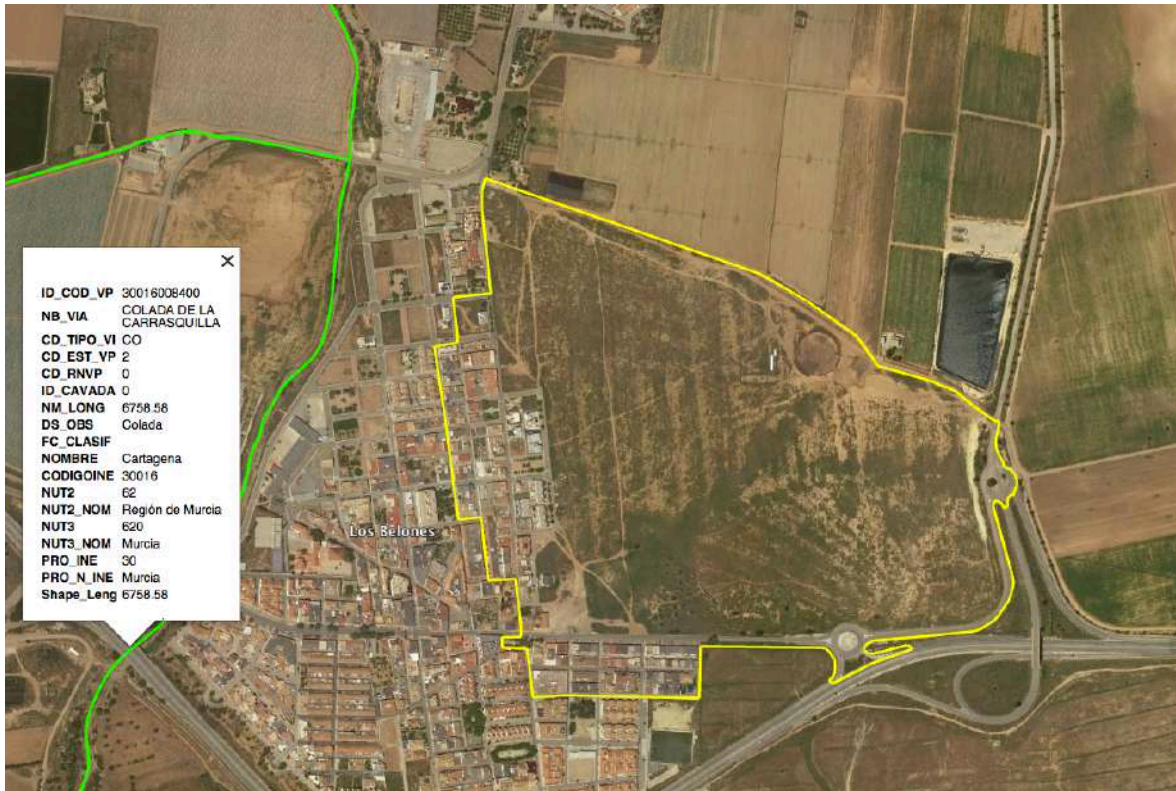 ×
ID_COD_VP 30016008400
NB_VIA COLADA DE LA
CARRASQUILLA
CD_TIPO_VI CO
CD_EST_VP 2
CD_RNVP 0
ID_CAVADA 0
NM_LONG 6758.58
DS_OBS Colada
FC_CLASIF
NOMBRE Cartagena
CODIGOINE 30016
NUT2 62
NUT2_NOM Región de Murcia
NUT3 620
NUT3_NOM Murcia
PRO_INE 30
PRO_N_INE Murcia
Shape_Leng 6758.58
Los Belones